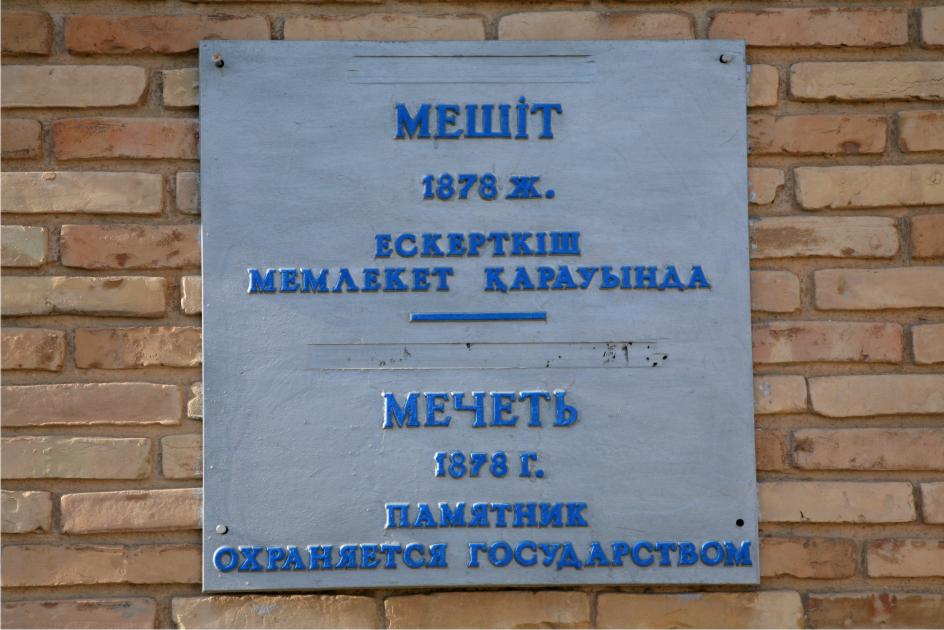 МЕШІТ
1878 Ж.
ЕСКЕРТКІШ
МЕМЛЕКЕТ ҚАРАУЫНДА
МЕЧЕТЬ
1878 Г.
ПАМЯТНИК
ОХРАНЯЕТСЯ ГОСУДАРСТВОМ